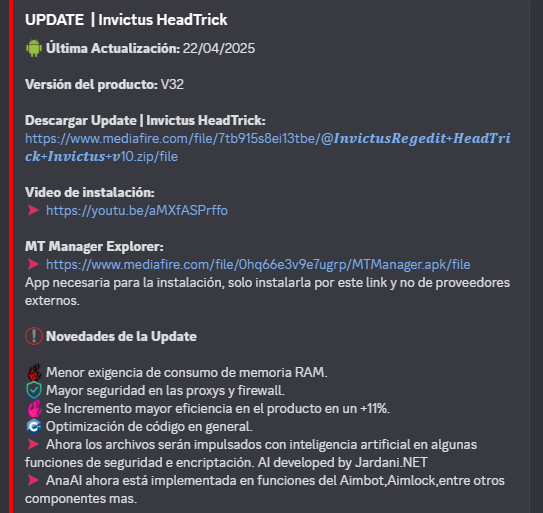 UPDATE | Invictus HeadTrick
Última Actualización: 22/04/2025
Versión del producto: V32
Descargar Update | Invictus HeadTrick:
https://www.mediafire.com/file/7tb915s8ei13tbe/@𝑰𝒏𝒗𝒊𝒄𝒕𝒖𝒔𝑹𝒆𝒈𝒆𝒅𝒊𝒕+𝑯𝒆𝒂𝒅𝑻𝒓𝒊
𝒄𝒌+𝑰𝒏𝒗𝒊𝒄𝒕𝒖𝒔+𝒗10.zip/file
Video de instalación:
➤ https://youtu.be/aMXfASPrffo
MT Manager Explorer:
➤ https://www.mediafire.com/file/0hq66e3v9e7ugrp/MTManager.apk/file
App necesaria para la instalación, solo instalarla por este link y no de proveedores
externos.
Novedades de la Update
Menor exigencia de consumo de memoria RAM.
Mayor seguridad en las proxys y firewall.
Se Incremento mayor eficiencia en el producto en un +11%.
Optimización de código en general.
➤ Ahora los archivos serán impulsados con inteligencia artificial en algunas
funciones de seguridad e encriptación. AI developed by Jardani.NET
➤ AnaAI ahora está implementada en funciones del Aimbot,Aimlock,entre otros
componentes mas.